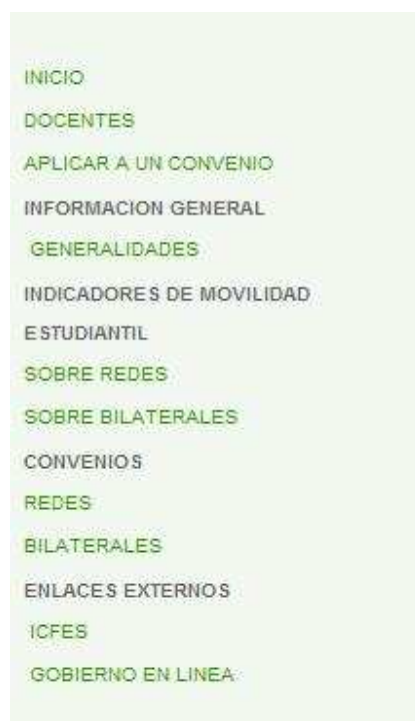 INICIO
DOCENTES
APLICAR A UN CONVENIO
INFORMACION GENERAL
GENERALIDADES
INDICADORES DE MOVILIDAD
ESTUDIANTIL
SOBRE REDES
SOBRE BILATERALES
CONVENIOS
REDES
BILATERALES
ENLACES EXTERNOS
ICFES
GOBIERNO EN LINEA